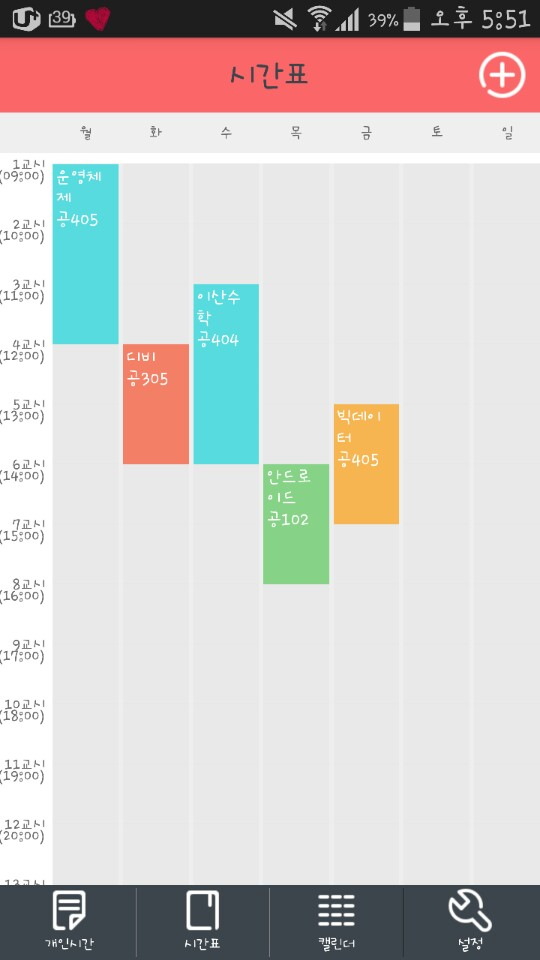 39 39% 오후 5:51
시간표
월 화 수 목 금 토 일
1교시
(09:00)
운영체
제
공405
2교시
(10:00)
3교시
(11:00)
이산수
학
공404
4교시
(12:00)
디비
공305
5교시
(13:00)
빅데이
터
공405
6교시
(14:00)
안드로
이드
공102
7교시
(15:00)
8교시
(16:00)
9교시
(17:00)
10교시
(18:00)
11교시
(19:00)
12교시
(20:00)
13교시
개인시간 시간표 캘린더 설정